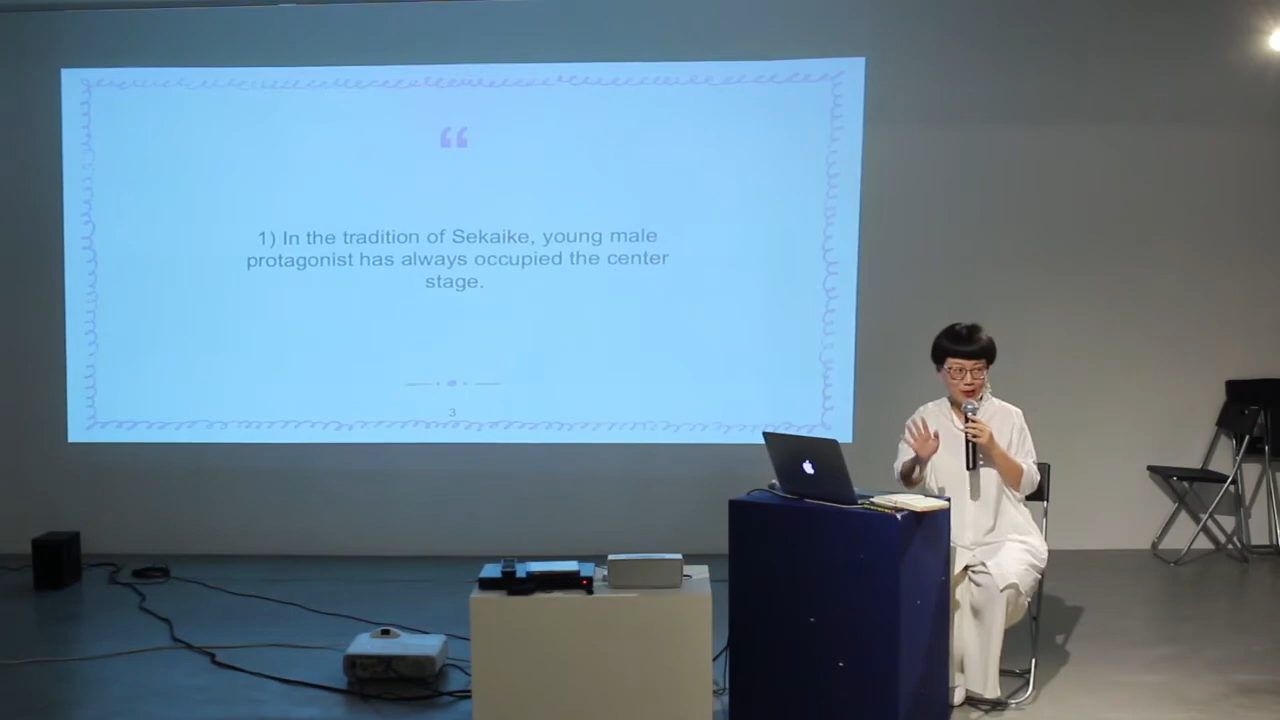 “
1) In the tradition of Sekaike, young male
protagonist has always occupied the center
stage.
3